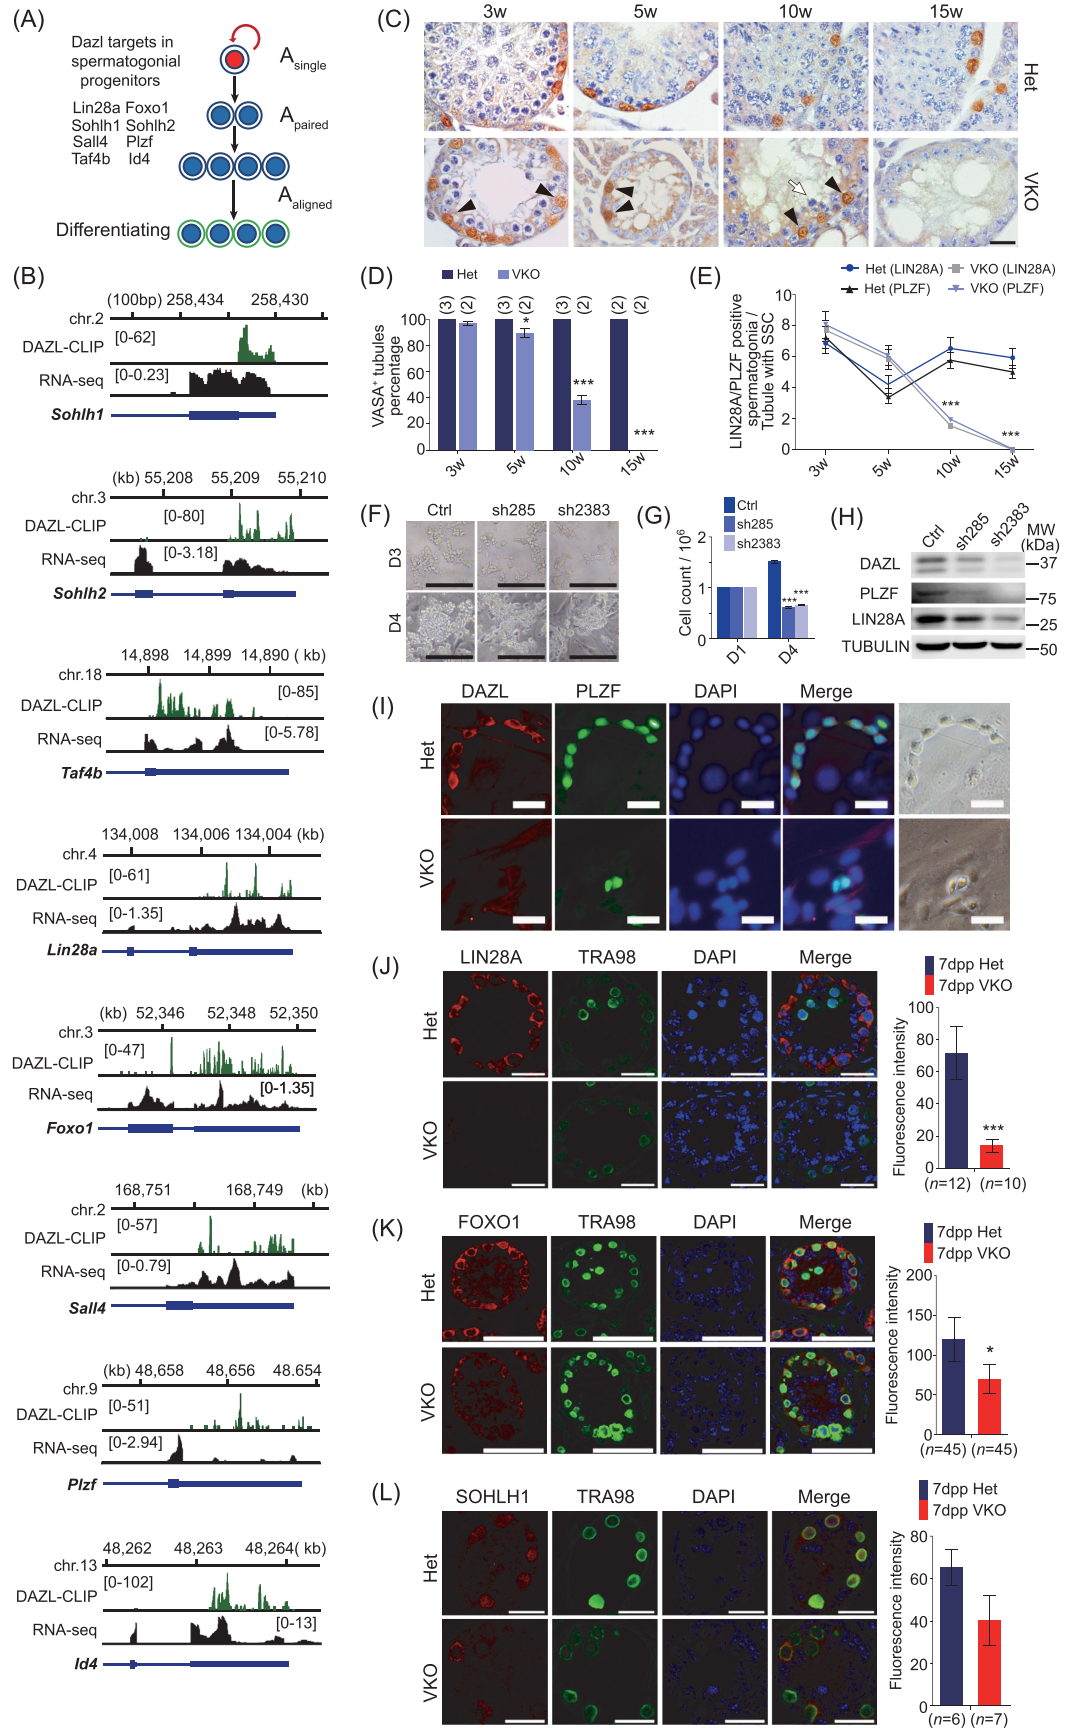 (A)
Dazl targets in
spermatogonial
progenitors
Lin28a Foxo1
Sohlh1 Sohlh2
Sall4 Plzf
Taf4b Id4
Asingle
Apaired
Aaligned
Differentiating
(B)
(100bp) 258,434 258,430
chr.2
DAZL-CLIP [0-62]
RNA-seq [0-0.23]
Sohlh1
(kb) 55,208 55,209 55,210
chr.3
DAZL-CLIP [0-80]
RNA-seq [0-3.18]
Sohlh2
14,898 14,899 14,890 ( kb)
chr.18
DAZL-CLIP [0-85]
RNA-seq [0-5.78]
Taf4b
134,008 134,006 134,004 (kb)
chr.4
DAZL-CLIP [0-61]
RNA-seq [0-1.35]
Lin28a
(kb) 52,346 52,348 52,350
chr.3
DAZL-CLIP [0-47]
RNA-seq [0-1.35]
Foxo1
168,751 168,749 (kb)
chr.2
DAZL-CLIP [0-57]
RNA-seq [0-0.79]
Sall4
(kb) 48,658 48,656 48,654
chr.9
DAZL-CLIP [0-51]
RNA-seq [0-2.94]
Plzf
48,262 48,263 48,264( kb)
chr.13
DAZL-CLIP [0-102]
RNA-seq [0-13]
Id4
(C)
3w 5w 10w 15w
Het
VKO
(D)
Het VKO
(3) (2) (3) (2) (3) (2) (2) (2)
* *** ***
VASA+ tubules
percentage
100
80
60
40
20
0
3w 5w 10w 15w
(E)
Het (LIN28A) VKO (LIN28A)
Het (PLZF) VKO (PLZF)
LIN28A/PLZF positive
spermatogonia /
Tubule with SSC
10
8
6
4
2
0
*** ***
3w 5w 10w 15w
(F)
Ctrl sh285 sh2383
D3
D4
(G)
Ctrl
sh285
sh2383
Cell count / 10^6
2
1
0
*** ***
D1 D4
(H)
Ctrl sh285 sh2383 MW
(kDa)
DAZL 37
PLZF 75
LIN28A 25
TUBULIN 50
(I)
DAZL PLZF DAPI Merge
Het
VKO
(J)
LIN28A TRA98 DAPI Merge
Het
VKO
7dpp Het
7dpp VKO
Fluorescence intensity
100
80
60
40
20
0
***
(n=12) (n=10)
(K)
FOXO1 TRA98 DAPI Merge
Het
VKO
7dpp Het
7dpp VKO
Fluorescence intensity
200
150
100
50
0
*
(n=45) (n=45)
(L)
SOHLH1 TRA98 DAPI Merge
Het
VKO
7dpp Het
7dpp VKO
Fluorescence intensity
80
60
40
20
0
(n=6) (n=7)